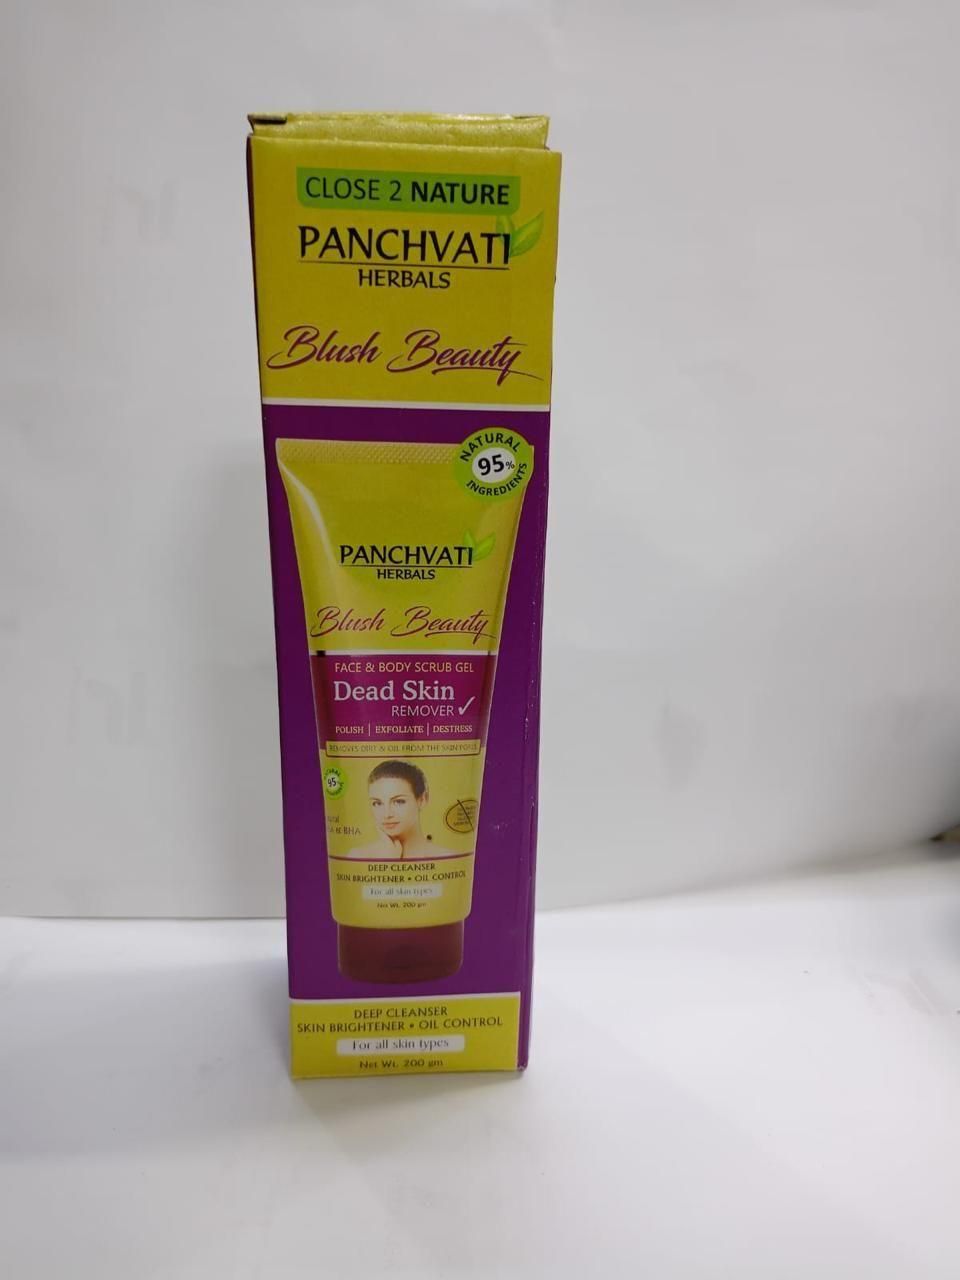 CLOSE 2 NATURE
PANCHVATI
HERBALS
Blush Beauty
NATURAL
95%
INGREDIENTS
PANCHVATI
HERBALS
Blush Beauty
FACE & BODY SCRUB GEL
Dead Skin
REMOVER ✓
POLISH | EXFOLIATE | DESTRESS
REMOVES DIRT & OIL FROM THE SKIN PORES
95%
BHA
DEEP CLEANSER
SKIN BRIGHTENER • OIL CONTROL
For all skin types
Net Wt. 200 gm
DEEP CLEANSER
SKIN BRIGHTENER • OIL CONTROL
For all skin types
Net Wt. 200 gm